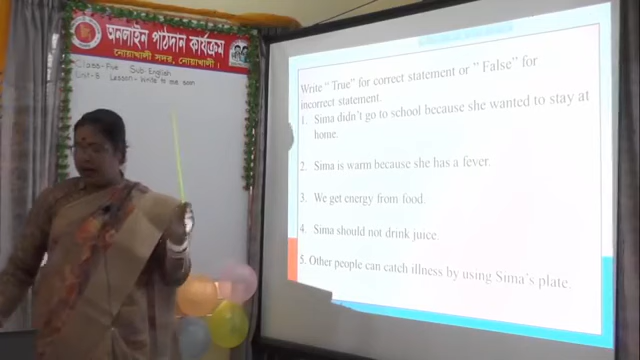 অনলাইন পাঠদান কার্যক্রম
নোয়াখালী সদর, নোয়াখালী।
Class- Five Sub- English
Unit- 3 Lesson-
Write " True" for correct statement or " False" for
incorrect statement.
1. Sima didn't go to school because she wanted to stay at
home.
2. Sima is warm because she has a fever.
3. We get energy from food.
4. Sima should not drink juice.
5. Other people can catch illness by using Sima's plate.